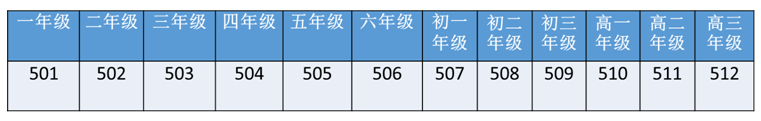 一年级 二年级 三年级 四年级 五年级 六年级 初一年级 初二年级 初三年级 高一年级 高二年级 高三年级
501 502 503 504 505 506 507 508 509 510 511 512